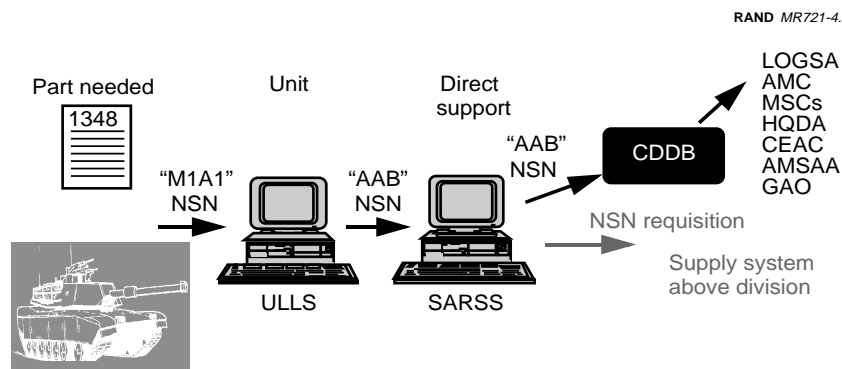 RAND MR721-4.
Part needed
1348
Unit
Direct
support
"M1A1"
NSN
"AAB"
NSN
"AAB"
NSN
CDDB
LOGSA
AMC
MSCs
HQDA
CEAC
AMSAA
GAO
ULLS
SARSS
NSN requisition
Supply system
above division